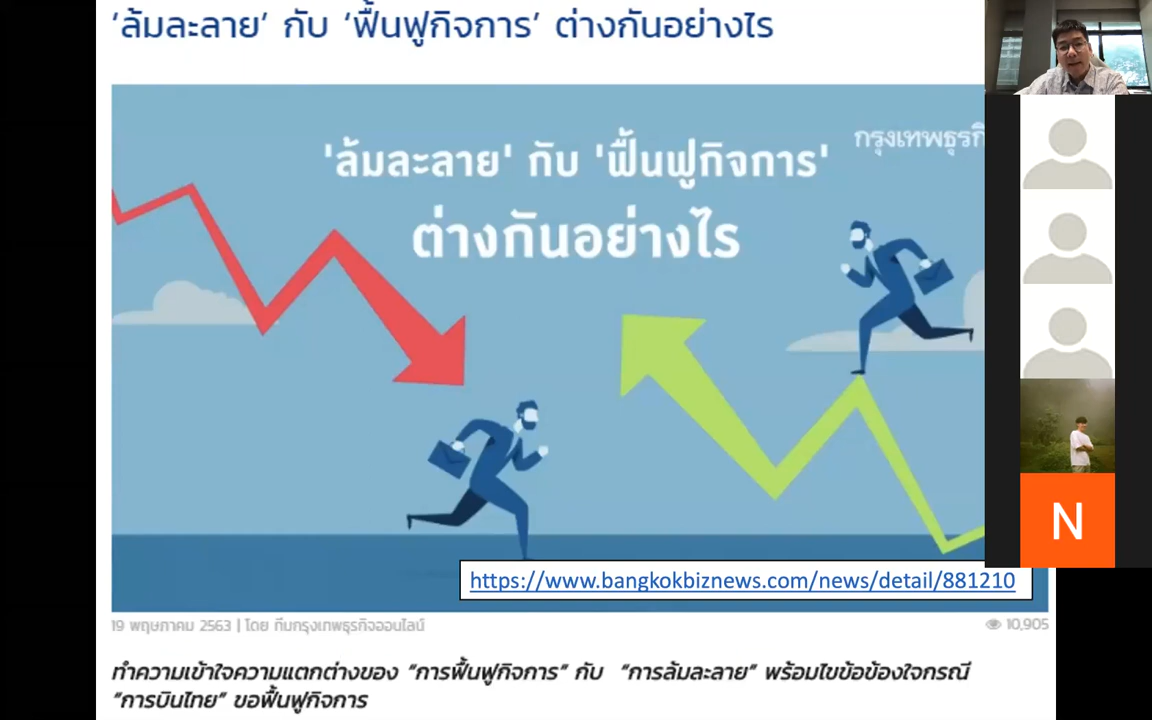 ‘ล้มละลาย’ กับ ‘ฟื้นฟูกิจการ’ ต่างกันอย่างไร
กรุงเทพธุรกิ
'ล้มละลาย' กับ 'ฟื้นฟูกิจการ'
ต่างกันอย่างไร
N
https://www.bangkokbiznews.com/news/detail/881210
19 พฤษภาคม 2563 | โดย ทีมกรุงเทพธุรกิจออนไลน์
10,905
ทำความเข้าใจความแตกต่างของ “การฟื้นฟูกิจการ” กับ “การล้มละลาย” พร้อมไขข้อข้องใจกรณี
“การบินไทย” ขอฟื้นฟูกิจการ